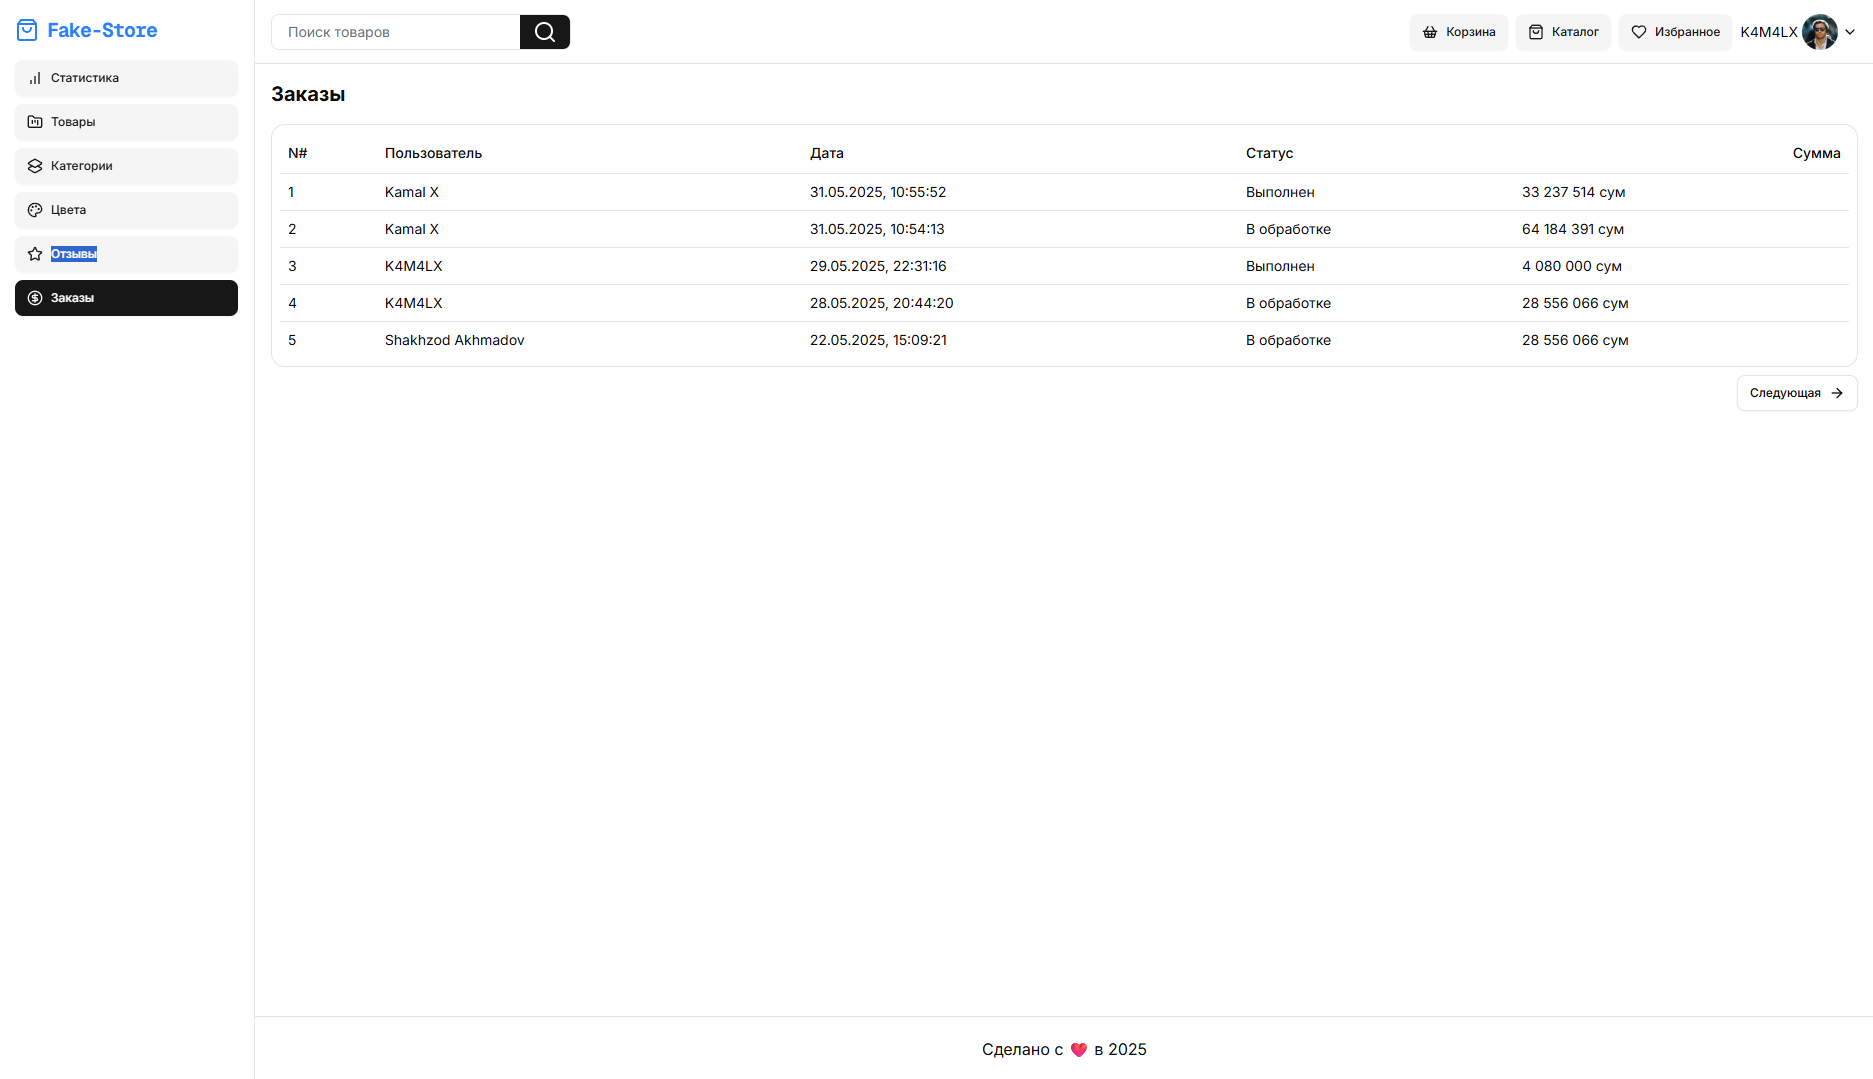 Fake-Store
Статистика
Товары
Категории
Цвета
Отзывы
Заказы
Поиск товаров
Корзина
Каталог
Избранное
K4M4LX
Заказы
N# Пользователь Дата Статус Сумма
1 Kamal X 31.05.2025, 10:55:52 Выполнен 33 237 514 сум
2 Kamal X 31.05.2025, 10:54:13 В обработке 64 184 391 сум
3 K4M4LX 29.05.2025, 22:31:16 Выполнен 4 080 000 сум
4 K4M4LX 28.05.2025, 20:44:20 В обработке 28 556 066 сум
5 Shakhzod Akhmadov 22.05.2025, 15:09:21 В обработке 28 556 066 сум
Следующая
Сделано с ❤️ в 2025